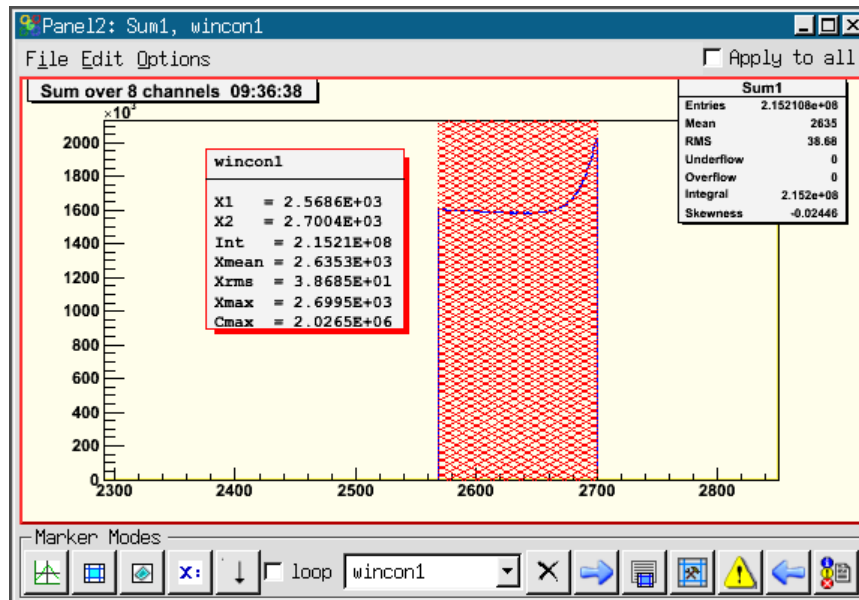 Panel2: Sum1, wincon1
File Edit Options
Apply to all
Sum over 8 channels 09:36:38
Sum1
Entries 2.152108e+08
Mean 2635
RMS 38.68
Underflow 0
Overflow 0
Integral 2.152e+08
Skewness -0.02446
×10³
2000
1800
1600
1400
1200
1000
800
600
400
200
0
wincon1
X1 = 2.5686E+03
X2 = 2.7004E+03
Int = 2.1521E+08
Xmean = 2.6353E+03
Xrms = 3.8685E+01
Xmax = 2.6995E+03
Cmax = 2.0265E+06
2300 2400 2500 2600 2700 2800
Marker Modes
X:
loop
wincon1